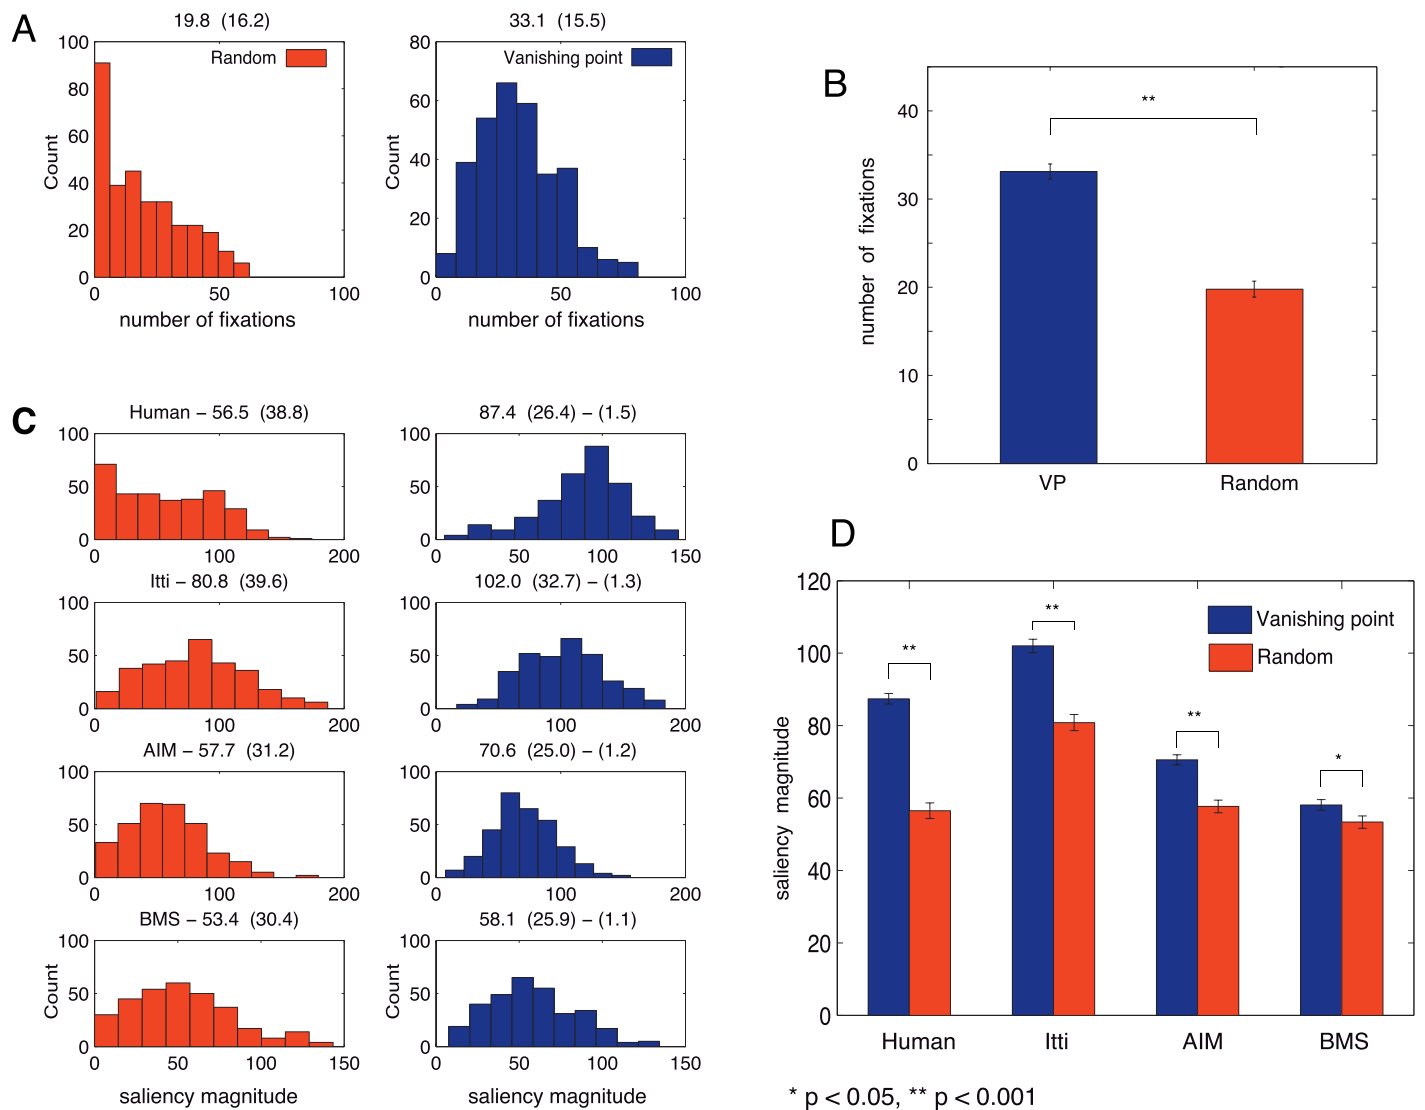 A
19.8 (16.2)
100
80
60
40
20
0
Count
Random
0 50 100
number of fixations
33.1 (15.5)
80
60
40
20
0
Count
Vanishing point
0 50 100
number of fixations
B
**
40
30
20
10
0
number of fixations
VP Random
C
Human – 56.5 (38.8)
100
50
0
0 100 200
87.4 (26.4) – (1.5)
100
50
0
0 50 100 150
Itti – 80.8 (39.6)
100
50
0
0 100 200
102.0 (32.7) – (1.3)
100
50
0
0 100 200
AIM – 57.7 (31.2)
100
50
0
0 100 200
70.6 (25.0) – (1.2)
100
50
0
0 100 200
BMS – 53.4 (30.4)
100
50
0
Count
0 50 100 150
saliency magnitude
58.1 (25.9) – (1.1)
100
50
0
Count
0 50 100 150
saliency magnitude
D
120
100
80
60
40
20
0
saliency magnitude
Vanishing point
Random
** ** ** *
Human Itti AIM BMS
* p < 0.05, ** p < 0.001